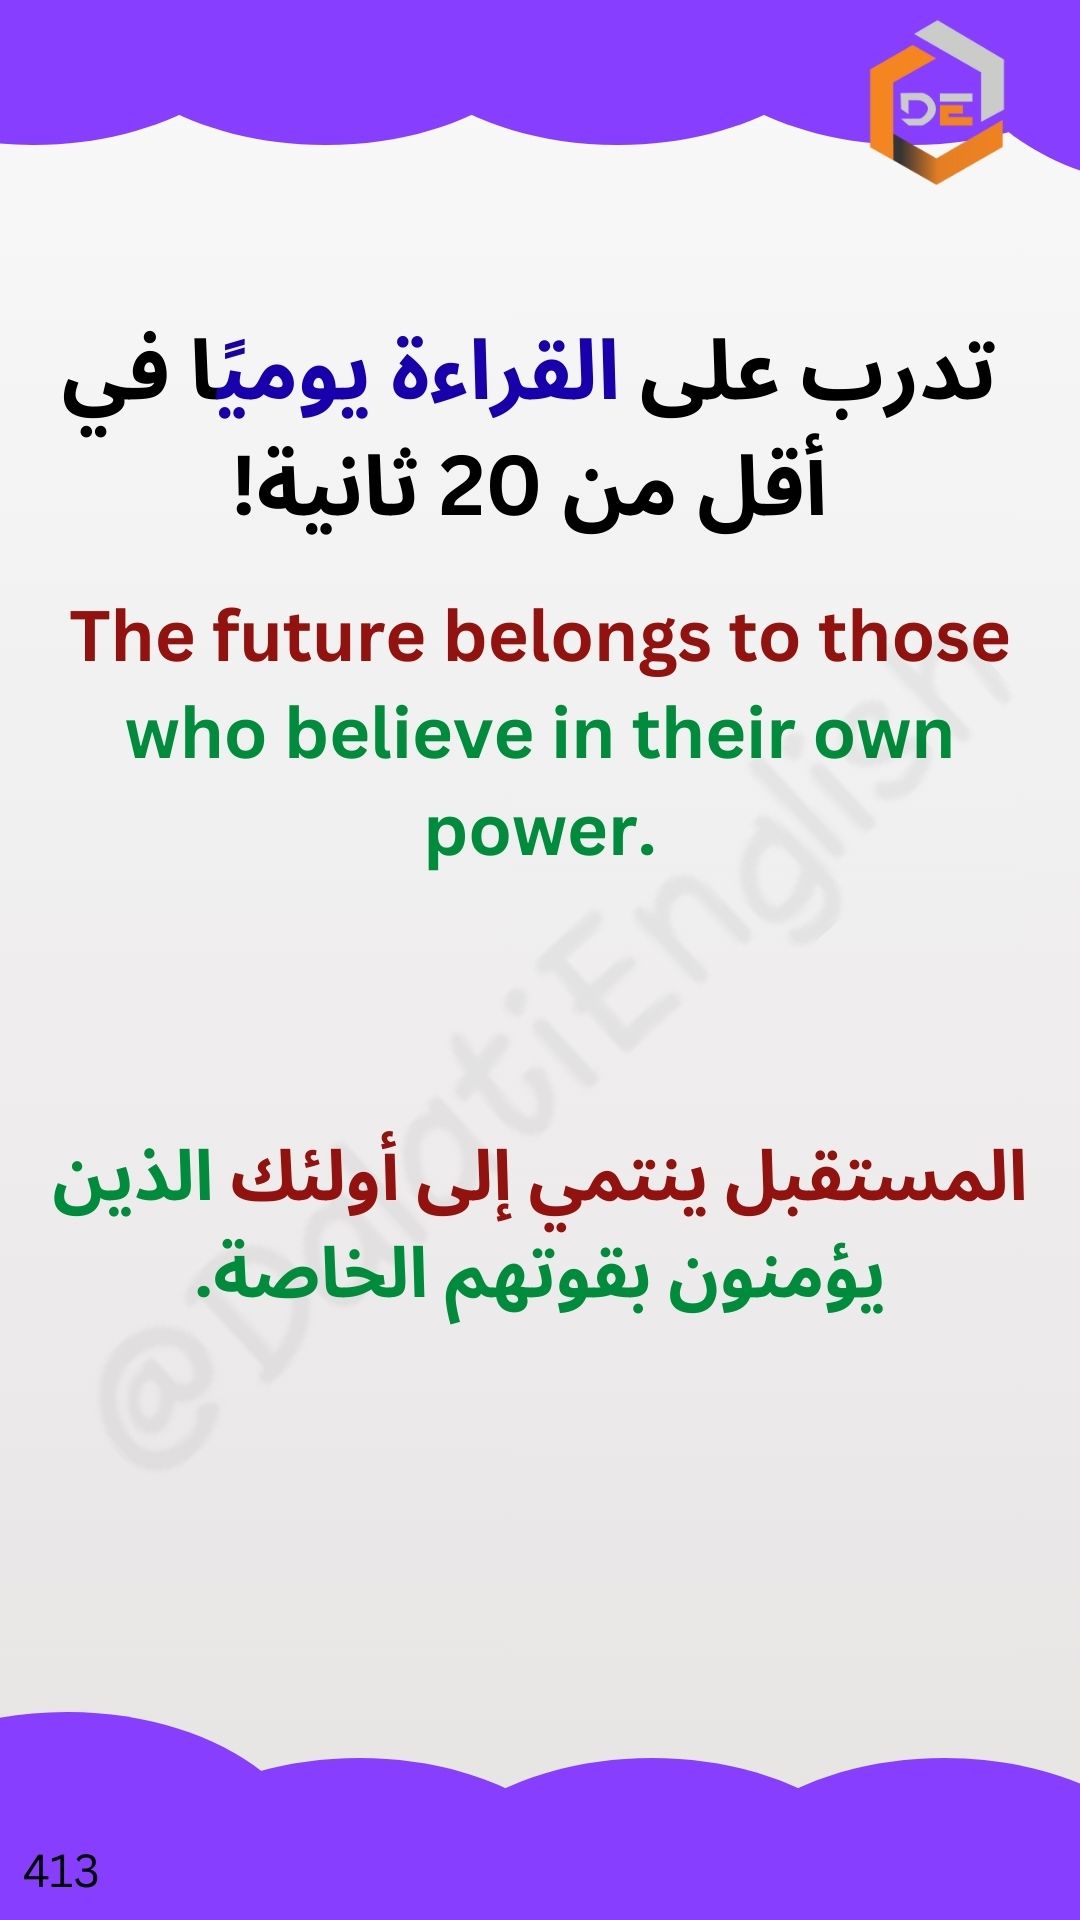 DE
تدرب على القراءة يوميًا في
أقل من 20 ثانية!
The future belongs to those
who believe in their own
power.
@DalatiEnglish
المستقبل ينتمي إلى أولئك الذين
يؤمنون بقوتهم الخاصة.
413